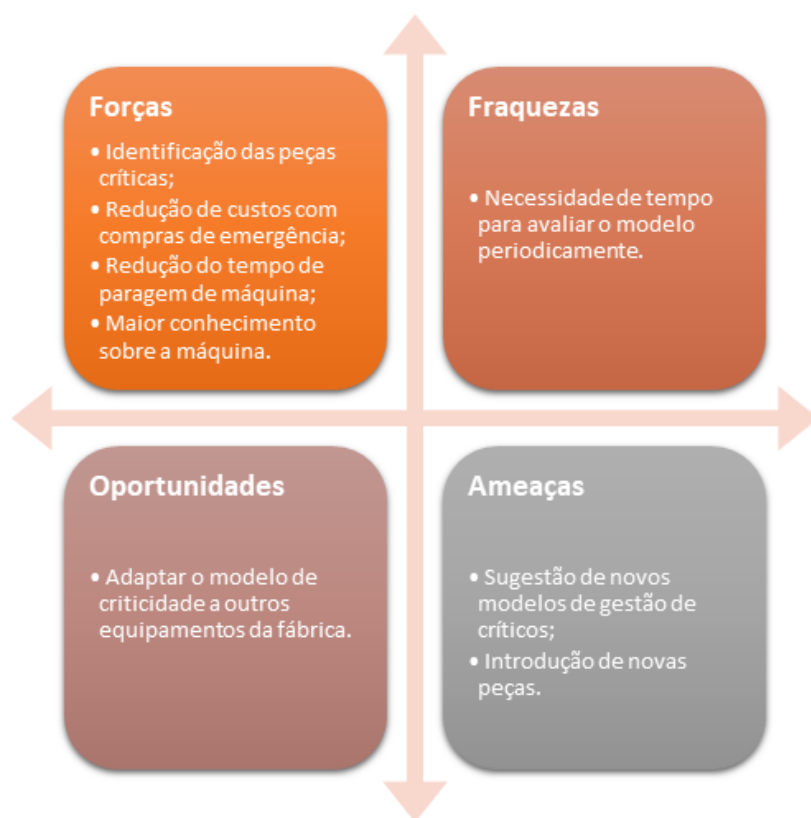 Forças
• Identificação das peças
críticas;
• Redução de custos com
compras de emergência;
• Redução do tempo de
paragem de máquina;
• Maior conhecimento
sobre a máquina.
Fraquezas
• Necessidade de tempo
para avaliar o modelo
periodicamente.
Oportunidades
• Adaptar o modelo de
criticidade a outros
equipamentos da fábrica.
Ameaças
• Sugestão de novos
modelos de gestão de
críticos;
• Introdução de novas
peças.